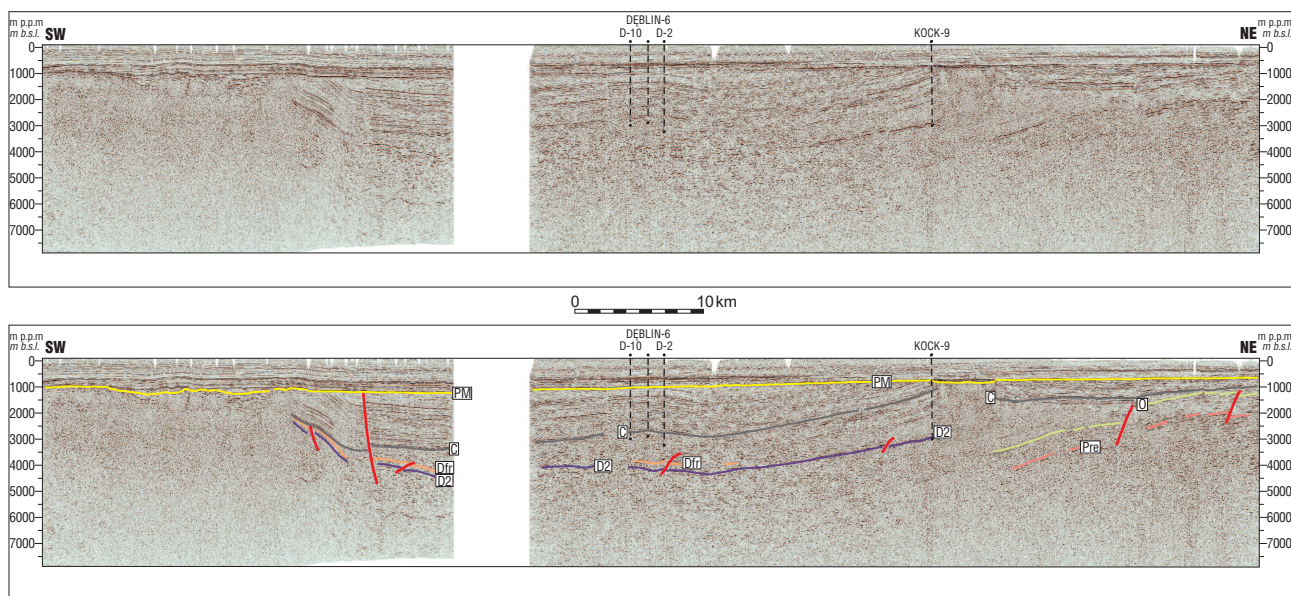 DĘBLIN-6
m p.p.m
m b.s.l.
SW
D-10
D-2
KOCK-9
NE
m p.p.m
m b.s.l.
0
0
1000
1000
2000
2000
3000
3000
4000
4000
5000
5000
6000
6000
7000
7000
0
10 km
DĘBLIN-6
m p.p.m
m b.s.l.
SW
D-10
D-2
KOCK-9
NE
m p.p.m
m b.s.l.
0
0
1000
PM
PM
C
O
1000
2000
2000
3000
C
C
D2
Pre
3000
4000
Dfr
D2
D2
Dfr
4000
5000
5000
6000
6000
7000
7000